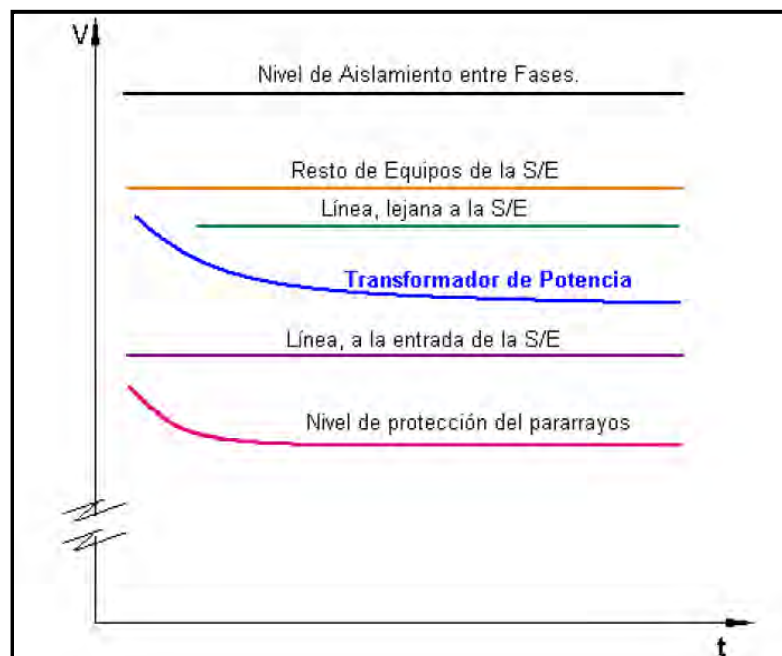 V
Nivel de Aislamiento entre Fases.
Resto de Equipos de la S/E
Línea, lejana a la S/E
Transformador de Potencia
Línea, a la entrada de la S/E
Nivel de protección del pararrayos
t